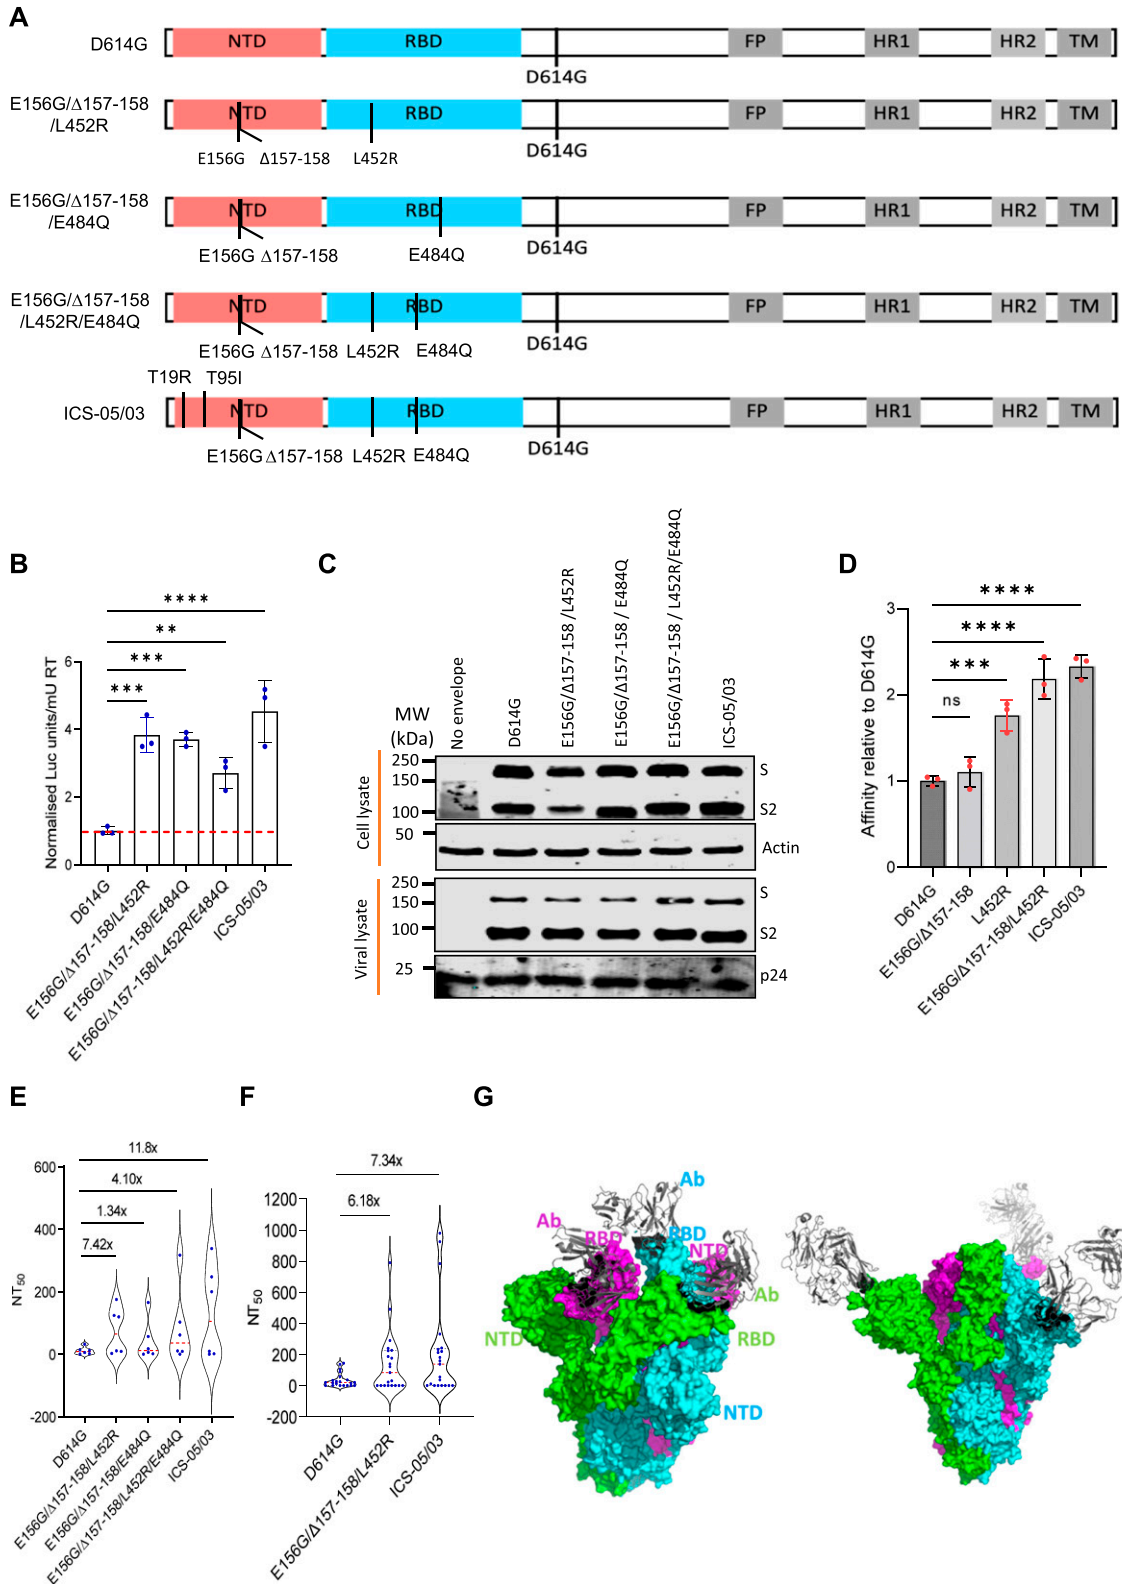 A
D614G
NTD
RBD
FP
HR1
HR2
TM
D614G
E156G/Δ157-158
/L452R
NTD
RBD
FP
HR1
HR2
TM
E156G
Δ157-158
L452R
D614G
E156G/Δ157-158
/E484Q
NTD
RBD
FP
HR1
HR2
TM
E156G Δ157-158
E484Q
D614G
E156G/Δ157-158
/L452R/E484Q
NTD
RBD
FP
HR1
HR2
TM
E156G Δ157-158 L452R
E484Q
D614G
T19R
T95I
ICS-05/03
NTD
RBD
FP
HR1
HR2
TM
E156G Δ157-158
L452R
E484Q
D614G
B
****
**
***
***
Normalised Luc units/mU RT
6
4
2
0
D614G
E156G/Δ157-158/L452R
E156G/Δ157-158/E484Q
E156G/Δ157-158/L452R/E484Q
ICS-05/03
C
MW
(kDa)
No envelope
D614G
E156G/Δ157-158 /L452R
E156G/Δ157-158 / E484Q
E156G/Δ157-158 / L452R/E484Q
ICS-05/03
Cell lysate
250
150
100
50
S
S2
Actin
Viral lysate
250
150
100
25
S
S2
p24
D
Affinity relative to D614G
3
2
1
0
ns
***
****
****
D614G
E156G/Δ157-158
L452R
E156G/Δ157-158/L452R
ICS-05/03
E
11.8x
4.10x
1.34x
7.42x
NT50
600
400
200
0
-200
D614G
E156G/Δ157-158/L452R
E156G/Δ157-158/E484Q
E156G/Δ157-158/L452R/E484Q
ICS-05/03
F
7.34x
6.18x
NT50
1200
1000
800
600
400
200
0
-200
D614G
E156G/Δ157-158/L452R
ICS-05/03
G
Ab
Ab
RBD
RBD
NTD
Ab
NTD
RBD
NTD